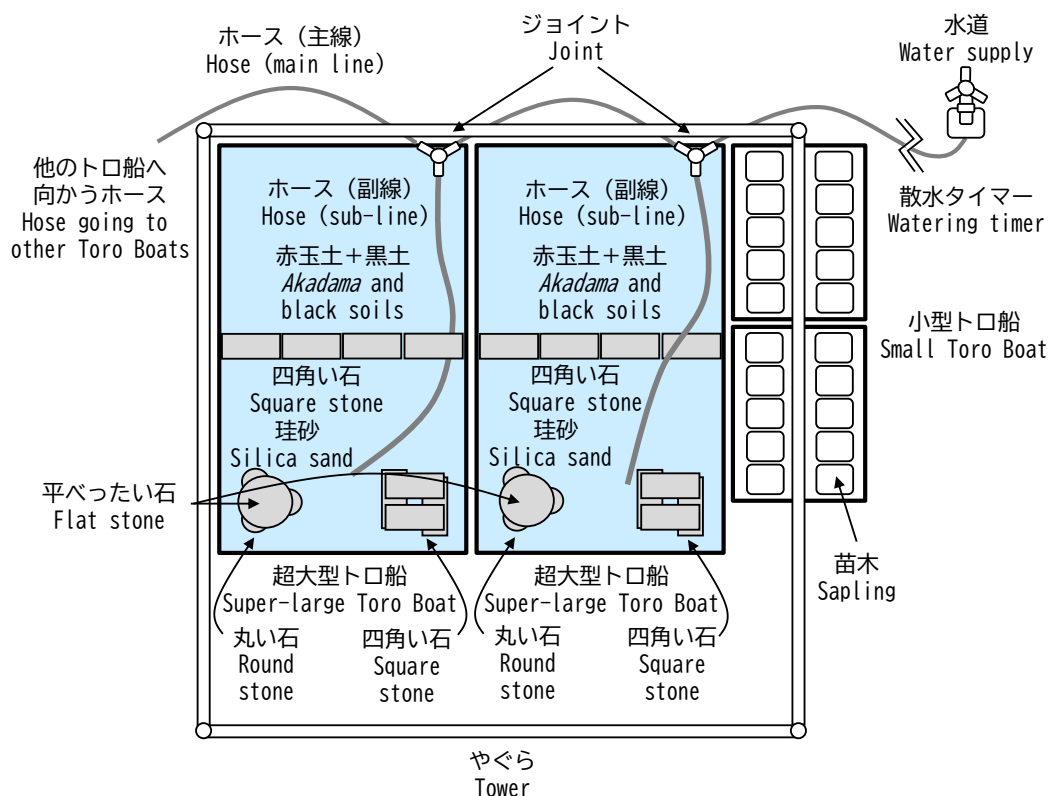 ホース（主線）
Hose (main line)
ジョイント
Joint
水道
Water supply
他のトロ船へ
向かうホース
Hose going to
other Toro Boats
散水タイマー
Watering timer
ホース（副線）
Hose (sub-line)
赤玉土＋黒土
Akadama and
black soils
四角い石
Square stone
珪砂
Silica sand
ホース（副線）
Hose (sub-line)
赤玉土＋黒土
Akadama and
black soils
四角い石
Square stone
珪砂
Silica sand
小型トロ船
Small Toro Boat
平べったい石
Flat stone
苗木
Sapling
超大型トロ船
Super-large Toro Boat
丸い石
Round
stone
四角い石
Square
stone
超大型トロ船
Super-large Toro Boat
丸い石
Round
stone
四角い石
Square
stone
やぐら
Tower